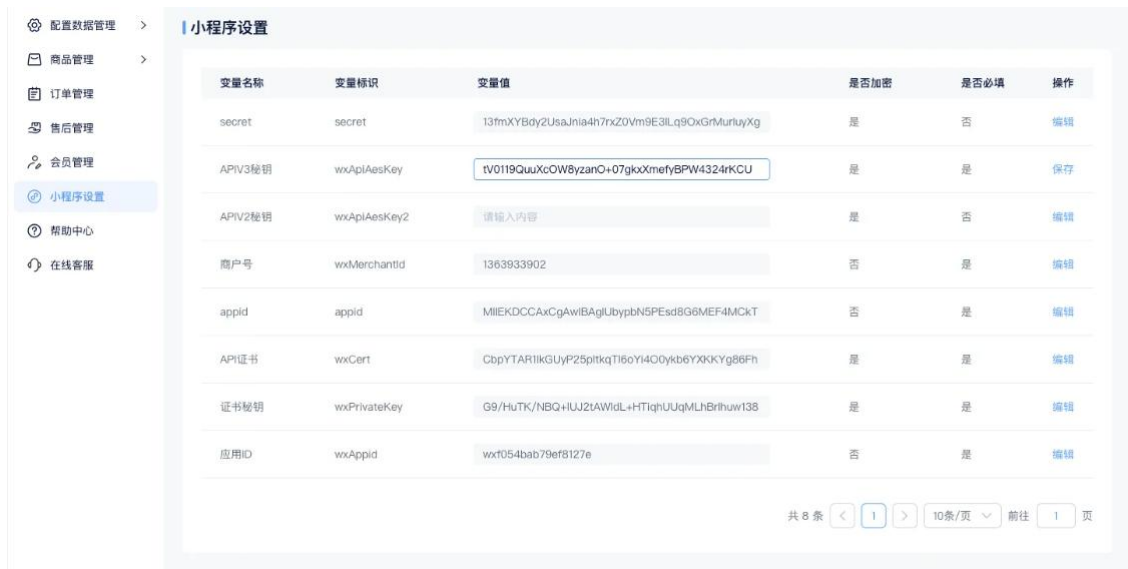 配置数据管理
商品管理
订单管理
售后管理
会员管理
小程序设置
帮助中心
在线客服
小程序设置
变量名称 变量标识 变量值 是否加密 是否必填 操作
secret secret 是 否 编辑
APIV3秘钥 wxApiAesKey tV0119QuuXcOW8yzanO+07gkxXmefyBPW4324rKCU 是 是 保存
APIV2秘钥 wxApiAesKey2 请输入内容 是 否 编辑
商户号 wxMerchantId 1363933902 否 是 编辑
appid appid 否 是 编辑
API证书 wxCert 是 是 编辑
证书秘钥 wxPrivateKey 是 是 编辑
应用ID wxAppid wxf054bab79ef8127e 否 是 编辑
共 8 条 1 10条/页 前往 1 页